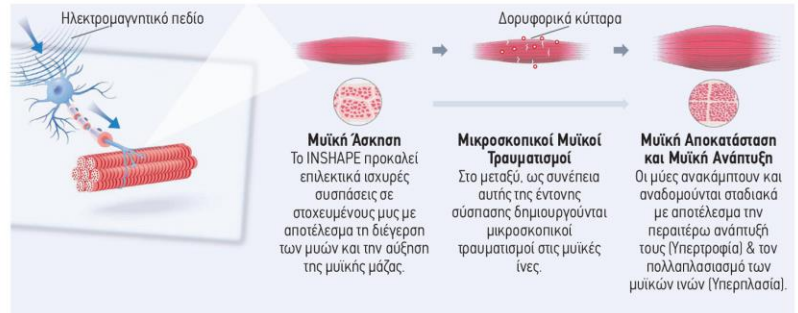 Ηλεκτρομαγνητικό πεδίο
Δορυφορικά κύτταρα
Μυϊκή Άσκηση
Το INSHAPE προκαλεί
επιλεκτικά ισχυρές
συσπάσεις σε
στοχευμένους μυς με
αποτέλεσμα τη διέγερση
των μυών και την αύξηση
της μυϊκής μάζας.
Μικροσκοπικοί Μυϊκοί
Τραυματισμοί
Στο μεταξύ, ως συνέπεια
αυτής της έντονης
σύσπασης δημιουργούνται
μικροσκοπικοί
τραυματισμοί στις μυϊκές
ίνες.
Μυϊκή Αποκατάσταση
και Μυϊκή Ανάπτυξη
Οι μύες ανακάμπτουν και
αναδομούνται σταδιακά
με αποτέλεσμα την
περαιτέρω ανάπτυξή
τους (Υπερτροφία) & τον
πολλαπλασιασμό των
μυϊκών ινών (Υπερπλασία).